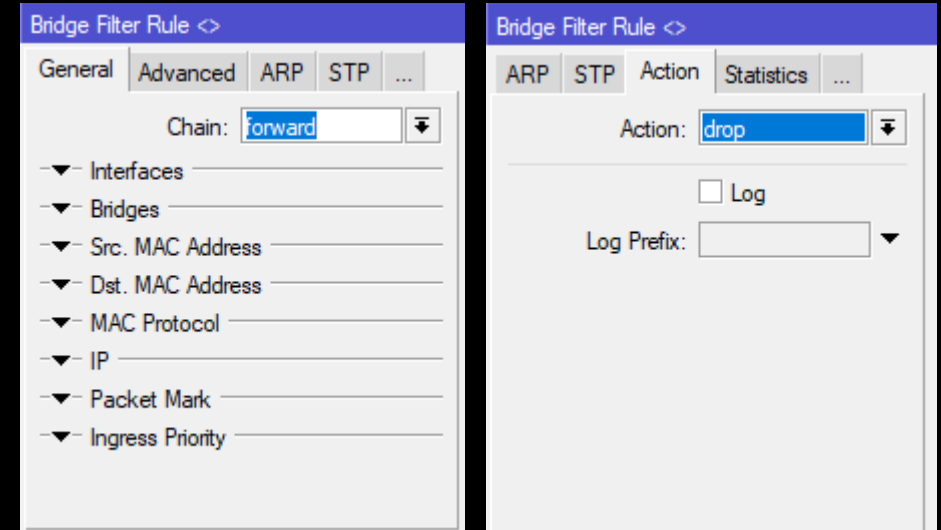 Bridge Filter Rule <>
General Advanced ARP STP ...
Chain: forward
Interfaces
Bridges
Src. MAC Address
Dst. MAC Address
MAC Protocol
IP
Packet Mark
Ingress Priority
Bridge Filter Rule <>
ARP STP Action Statistics ...
Action: drop
Log
Log Prefix: